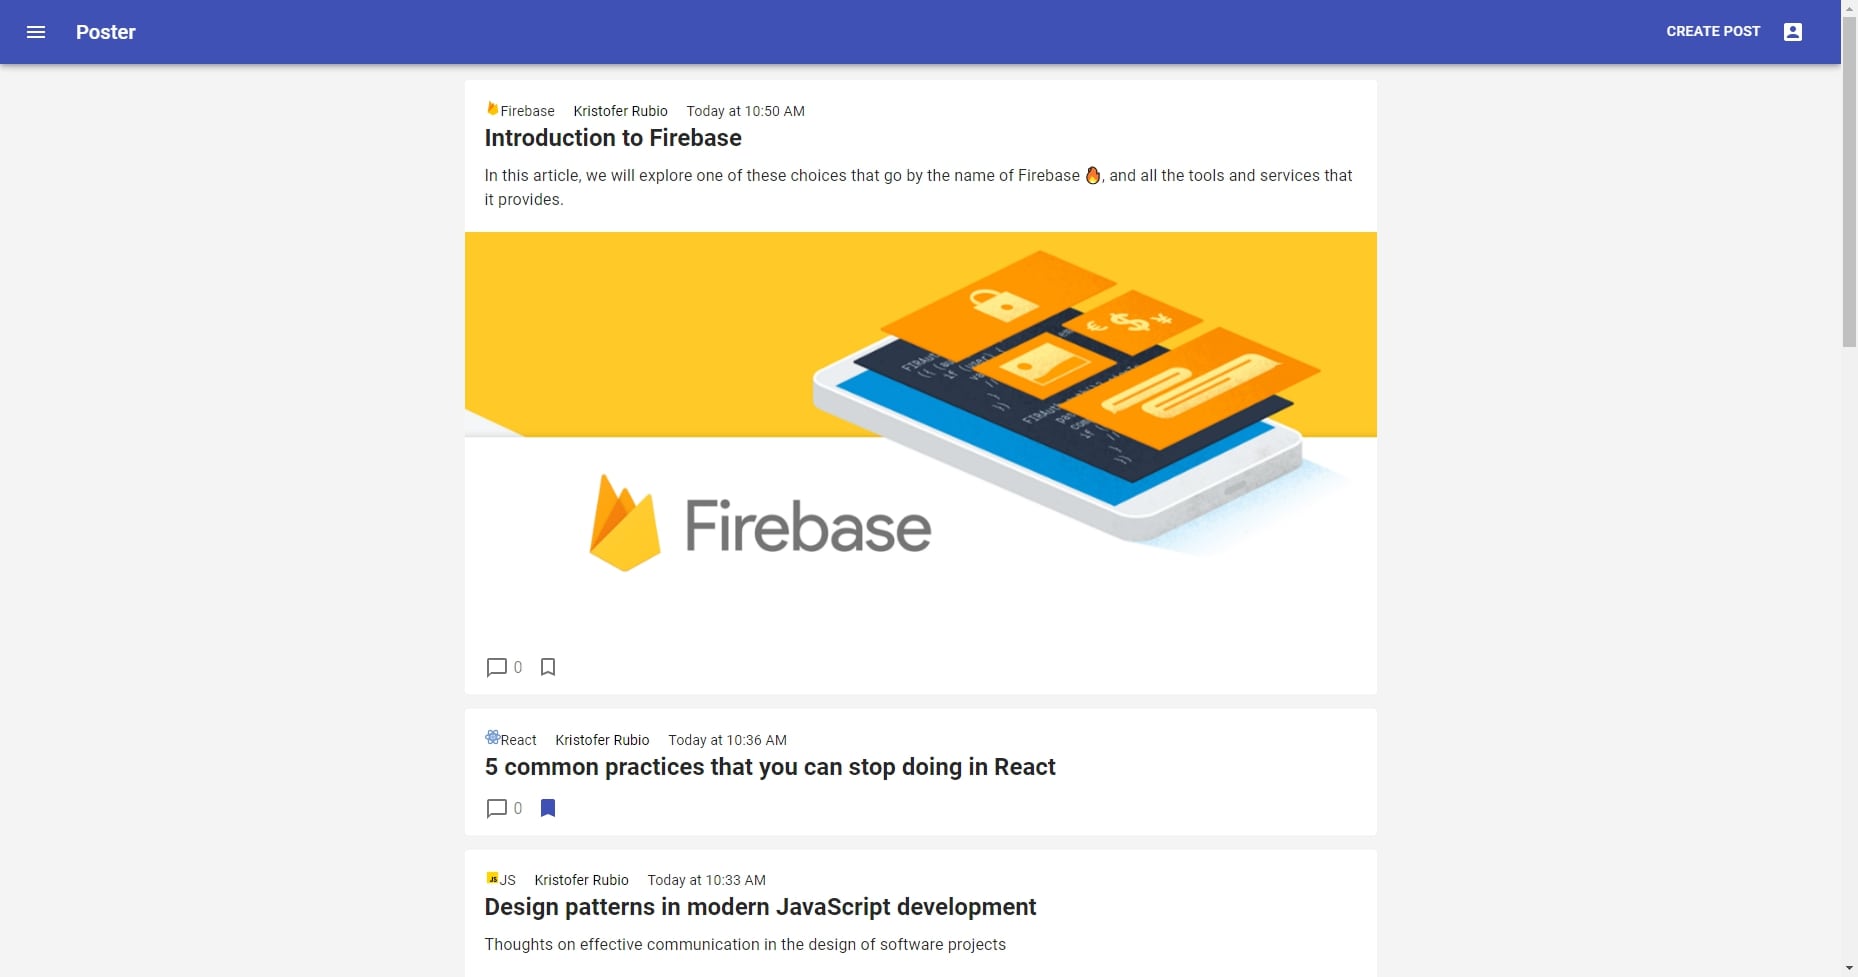 Poster
CREATE POST
Firebase Kristofer Rubio Today at 10:50 AM
Introduction to Firebase
In this article, we will explore one of these choices that go by the name of Firebase 🔥, and all the tools and services that
it provides.
Firebase
0
React Kristofer Rubio Today at 10:36 AM
5 common practices that you can stop doing in React
0
JS JS Kristofer Rubio Today at 10:33 AM
Design patterns in modern JavaScript development
Thoughts on effective communication in the design of software projects